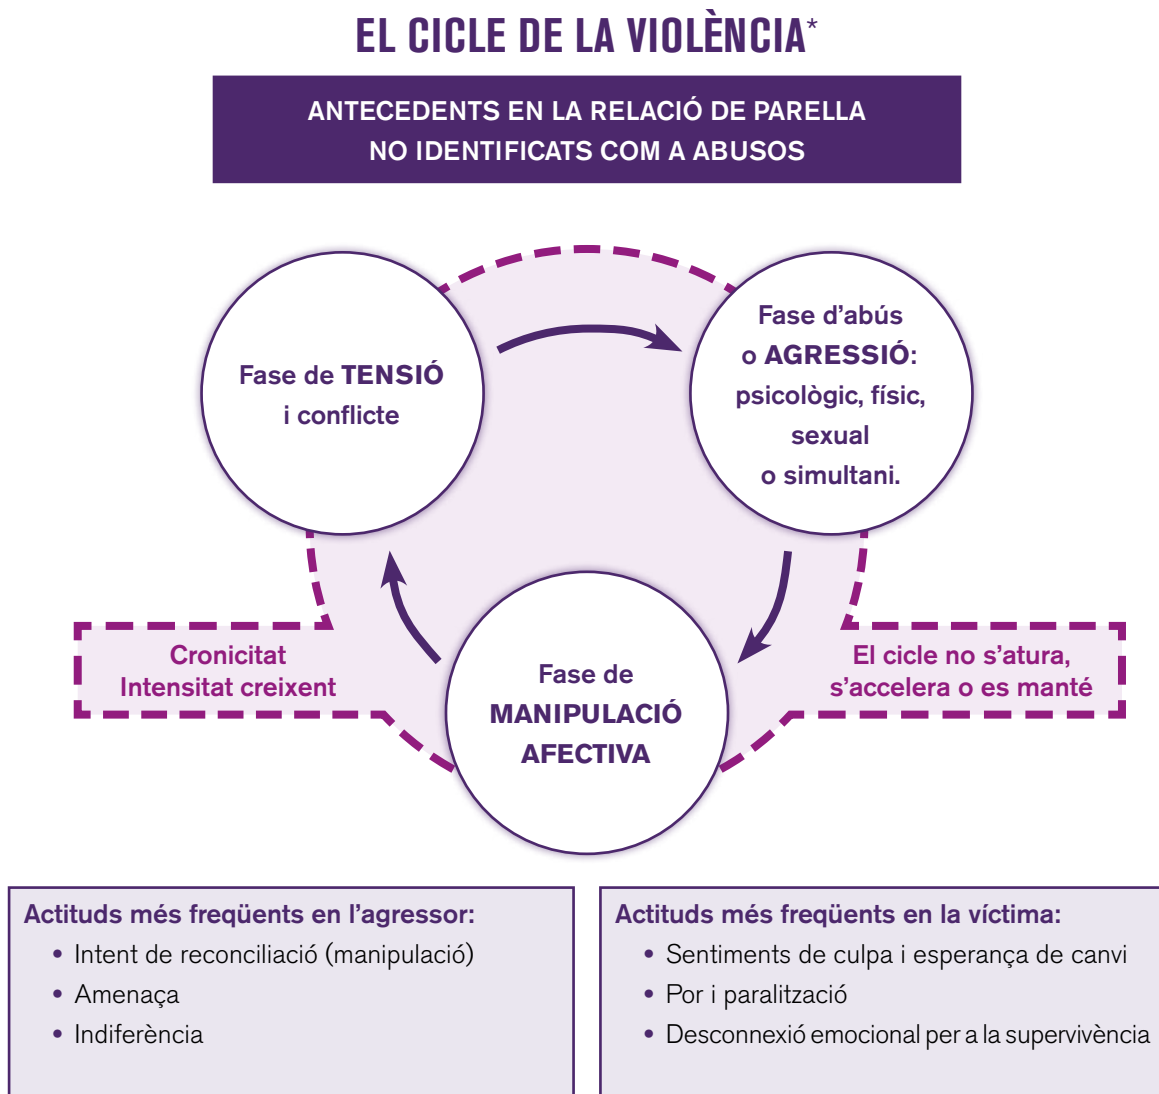 EL CICLE DE LA VIOLÈNCIA*
ANTECEDENTS EN LA RELACIÓ DE PARELLA
NO IDENTIFICATS COM A ABUSOS
Fase de TENSIÓ
i conflicte
Fase d’abús
o AGRESSIÓ:
psicològic, físic,
sexual
o simultani.
Cronicitat
Intensitat creixent
Fase de
MANIPULACIÓ
AFECTIVA
El cicle no s’atura,
s’accelera o es manté
Actituds més freqüents en l’agressor:
• Intent de reconciliació (manipulació)
• Amenaça
• Indiferència
Actituds més freqüents en la víctima:
• Sentiments de culpa i esperança de canvi
• Por i paralització
• Desconnexió emocional per a la supervivència